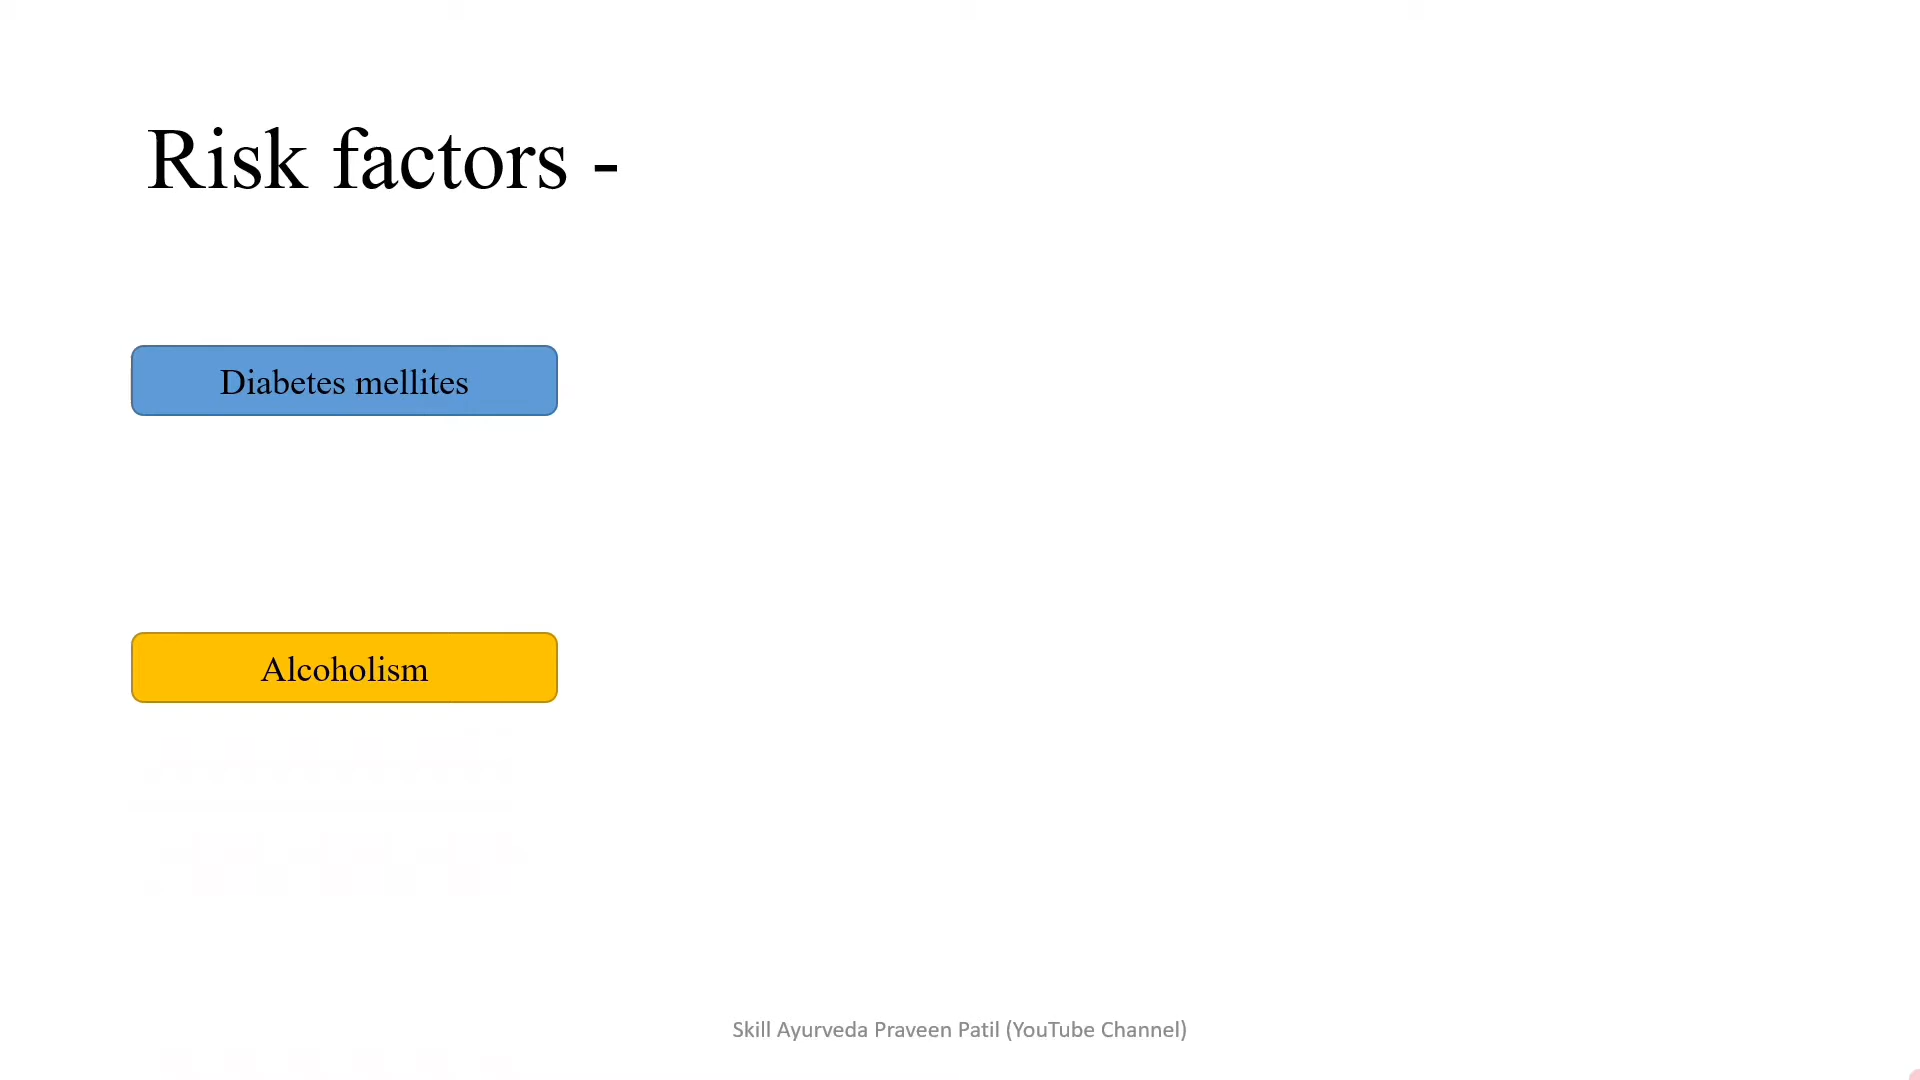 Risk factors -
Diabetes mellites
Alcoholism
Skill Ayurveda Praveen Patil (YouTube Channel)